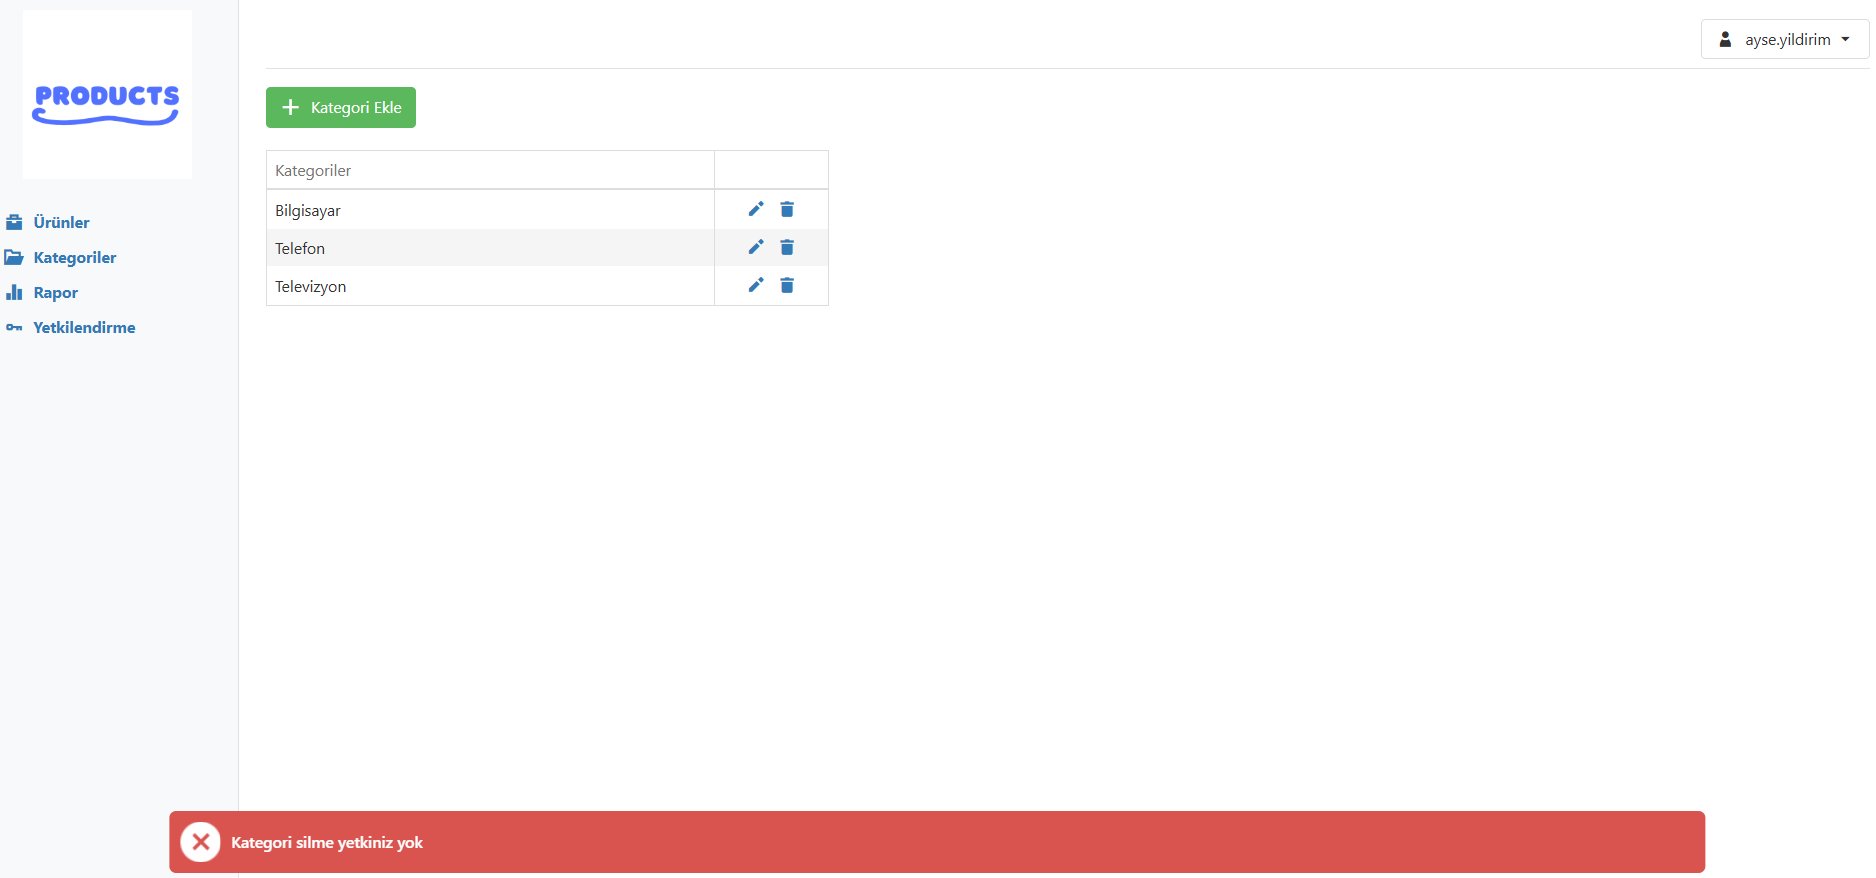 PRODUCTS
ayse.yildirim
Kategori Ekle
Ürünler
Kategoriler
Rapor
Yetkilendirme
Kategoriler
Bilgisayar
Telefon
Televizyon
Kategori silme yetkiniz yok